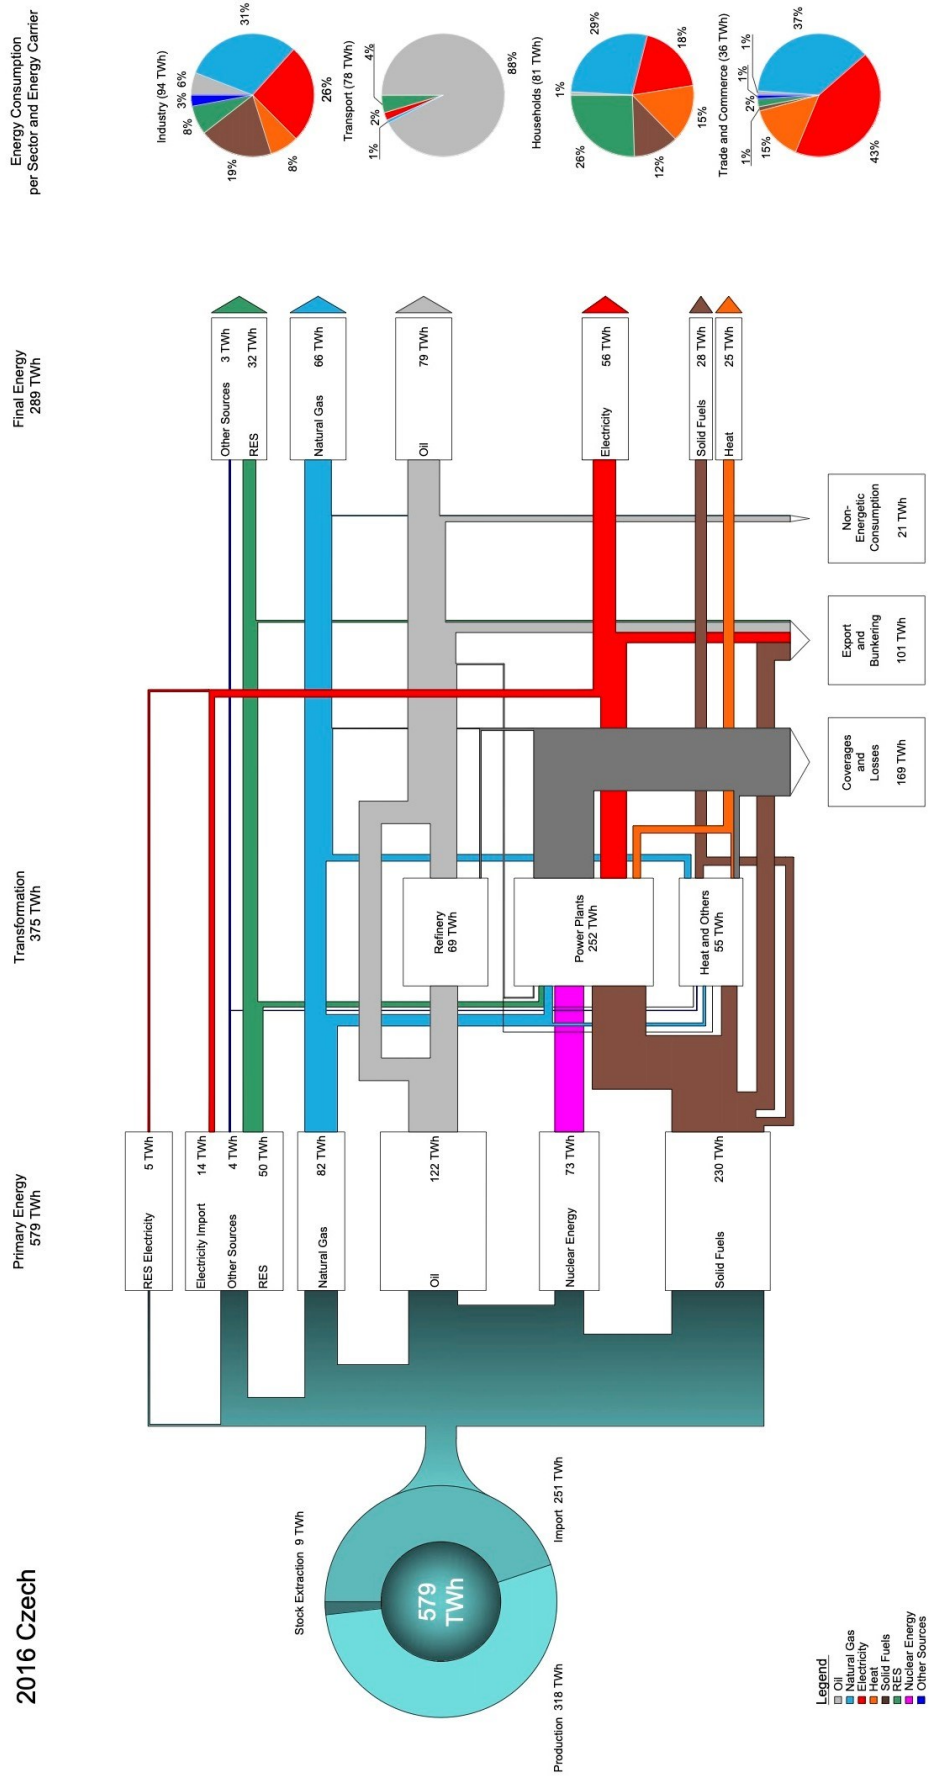 2016 Czech
Primary Energy
579 TWh
Transformation
375 TWh
Final Energy
289 TWh
Energy Consumption
per Sector and Energy Carrier
Stock Extraction 9 TWh
579
TWh
Import 251 TWh
Production 318 TWh
RES Electricity 5 TWh
Electricity Import 14 TWh
Other Sources 4 TWh
RES 50 TWh
Natural Gas 82 TWh
Oil 122 TWh
Nuclear Energy 73 TWh
Solid Fuels 230 TWh
Refinery
69 TWh
Power Plants
252 TWh
Heat and Others
55 TWh
Coverages
and
Losses
169 TWh
Export
and
Bunkering
101 TWh
Non-
Energetic
Consumption
21 TWh
Other Sources 3 TWh
RES 32 TWh
Natural Gas 66 TWh
Oil 79 TWh
Electricity 56 TWh
Solid Fuels 28 TWh
Heat 25 TWh
Industry (94 TWh)
31%
6%
3%
8%
19%
8%
26%
Transport (78 TWh)
4%
2%
1%
88%
Households (81 TWh)
29%
1%
26%
12%
15%
18%
Trade and Commerce (36 TWh)
37%
1%
1%
2%
1%
15%
43%
Legend
Oil
Natural Gas
Electricity
Heat
Solid Fuels
RES
Nuclear Energy
Other Sources